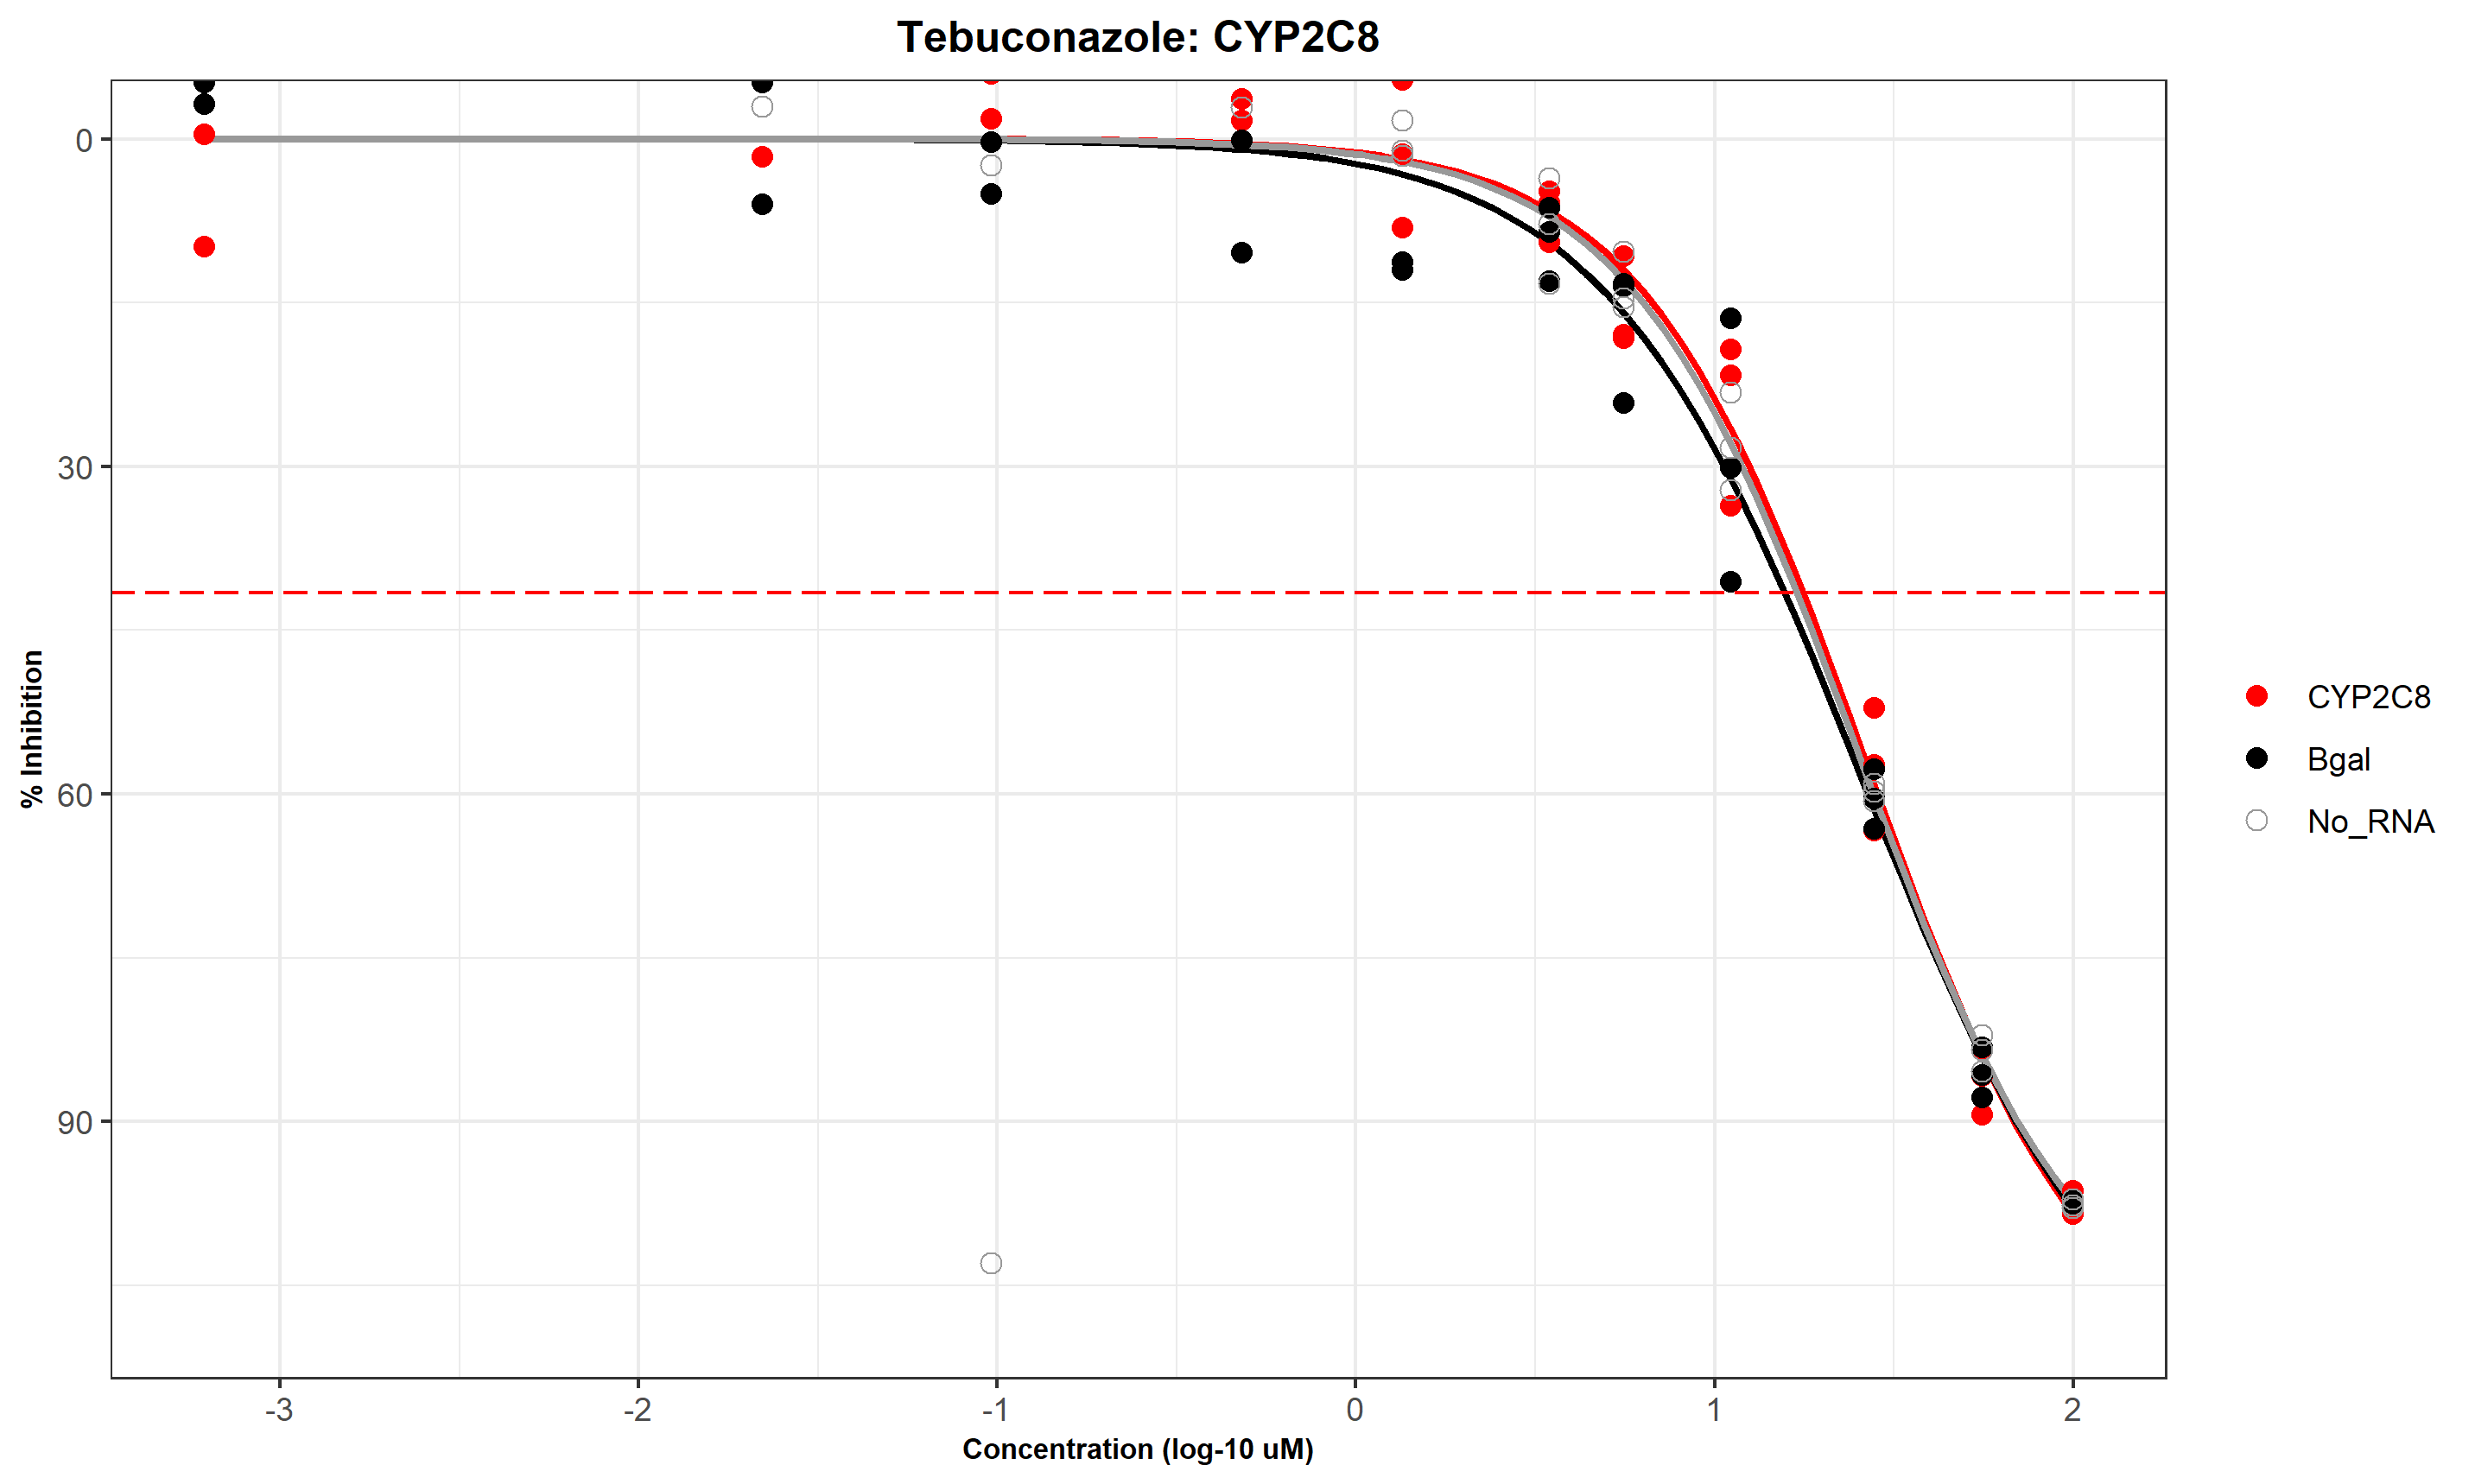 Tebuconazole: CYP2C8
0
30
60
90
% Inhibition
-3
-2
-1
0
1
2
Concentration (log-10 uM)
CYP2C8
Bgal
No_RNA